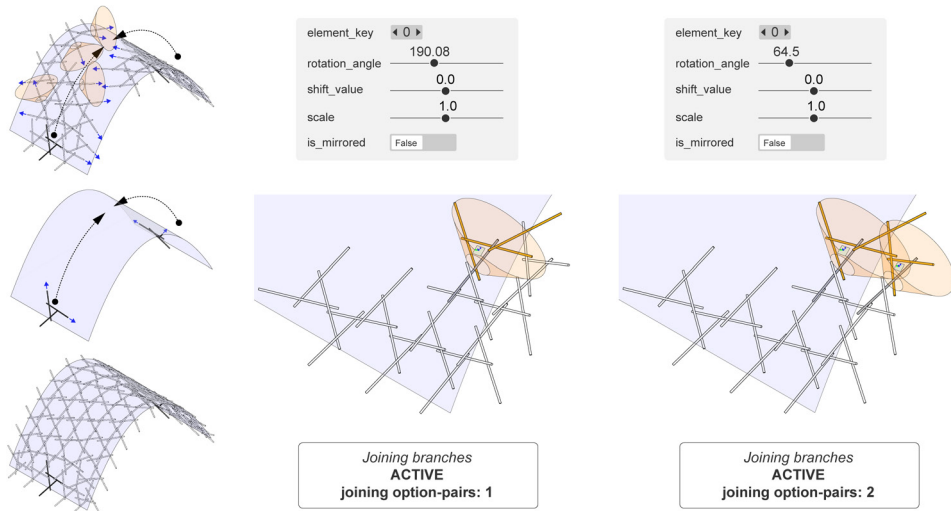 element_key 0
190.08
rotation_angle
0.0
shift_value
1.0
scale
is_mirrored False
element_key 0
64.5
rotation_angle
0.0
shift_value
1.0
scale
is_mirrored False
Joining branches
ACTIVE
joining option-pairs: 1
Joining branches
ACTIVE
joining option-pairs: 2